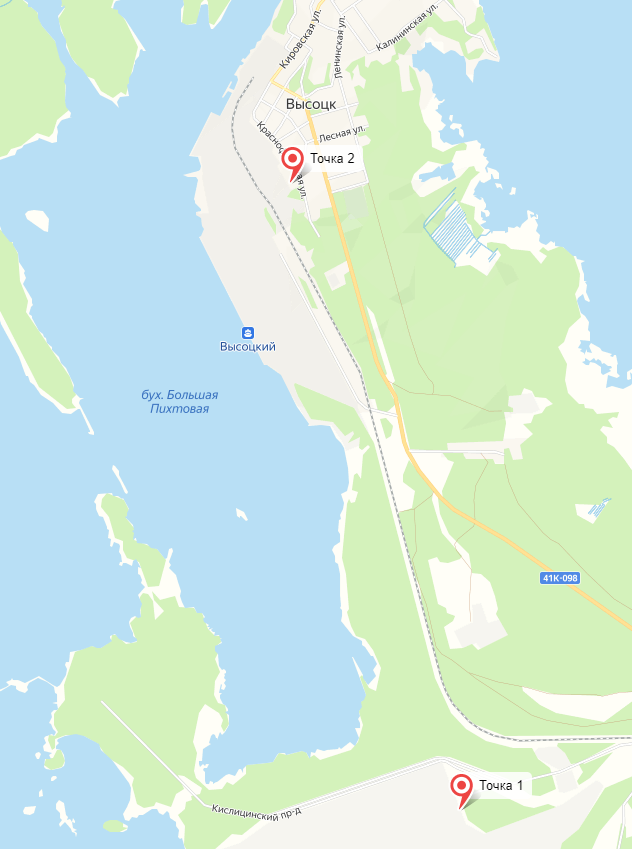 Кировская ул.
Ленинская ул.
Калининская ул.
Высоцк
Лесная ул.
Точка 2
Высоцкий
бух. Большая
Пихтовая
41К-098
Точка 1
Кислицинский пр-д